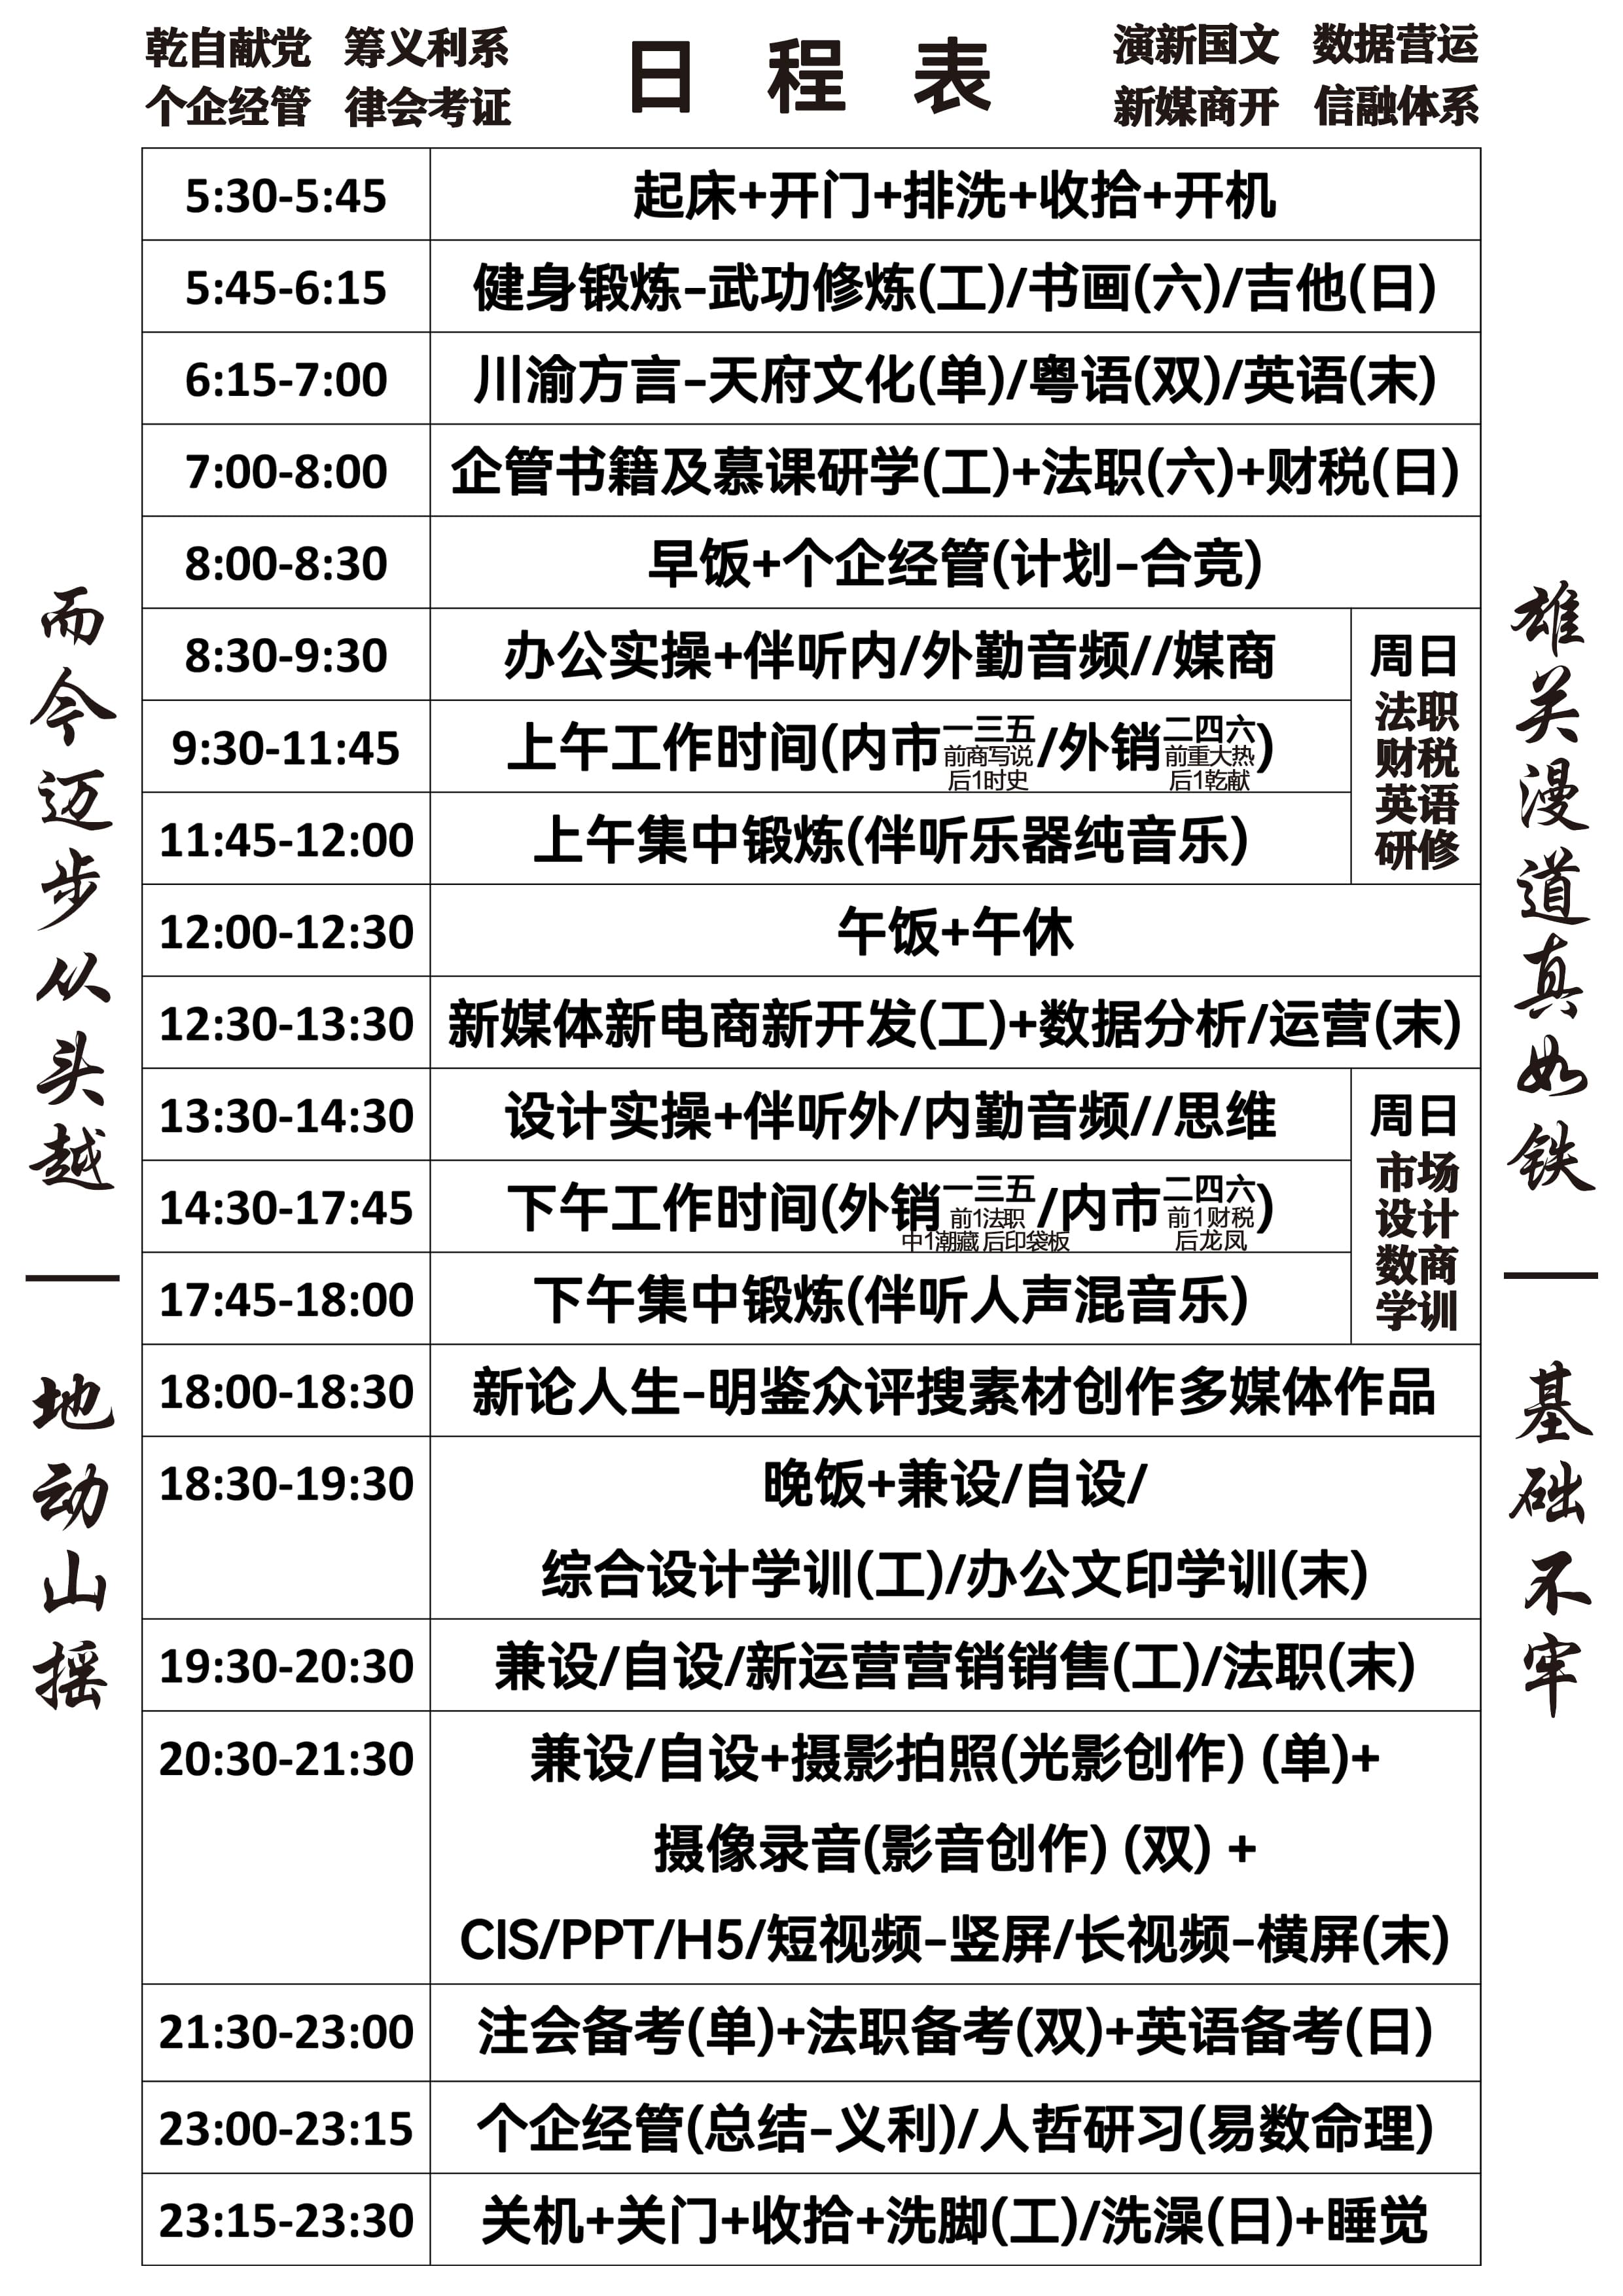 乾自献党 筹义利系
个企经管 律会考证
日程表
演新国文 数据营运
新媒商开 信融体系
5:30-5:45 起床+开门+排洗+收拾+开机
5:45-6:15 健身锻炼-武功修炼(工)/书画(六)/吉他(日)
6:15-7:00 川渝方言-天府文化(单)/粤语(双)/英语(末)
7:00-8:00 企管书籍及慕课研学(工)+法职(六)+财税(日)
8:00-8:30 早饭+个企经管(计划-合竞)
8:30-9:30 办公实操+伴听内/外勤音频//媒商
9:30-11:45 上午工作时间(内市一三五/外销二四六)
前商写说 前重大热
后1时史 后1乾献
11:45-12:00 上午集中锻炼(伴听乐器纯音乐)
周日
法职
财税
英语
研修
12:00-12:30 午饭+午休
12:30-13:30 新媒体新电商新开发(工)+数据分析/运营(末)
13:30-14:30 设计实操+伴听外/内勤音频//思维
14:30-17:45 下午工作时间(外销一三五/内市二四六)
前1法职 前1财税
中1潮藏 后印袋板 后龙凤
17:45-18:00 下午集中锻炼(伴听人声混音乐)
周日
市场
设计
数商
学训
18:00-18:30 新论人生-明鉴众评搜素材创作多媒体作品
18:30-19:30 晚饭+兼设/自设/
综合设计学训(工)/办公文印学训(末)
19:30-20:30 兼设/自设/新运营营销销售(工)/法职(末)
20:30-21:30 兼设/自设+摄影拍照(光影创作) (单)+
摄像录音(影音创作) (双) +
CIS/PPT/H5/短视频-竖屏/长视频-横屏(末)
21:30-23:00 注会备考(单)+法职备考(双)+英语备考(日)
23:00-23:15 个企经管(总结-义利)/人哲研习(易数命理)
23:15-23:30 关机+关门+收拾+洗脚(工)/洗澡(日)+睡觉
雄关漫道真如铁——基础不牢
而今迈步从头越——地动山摇